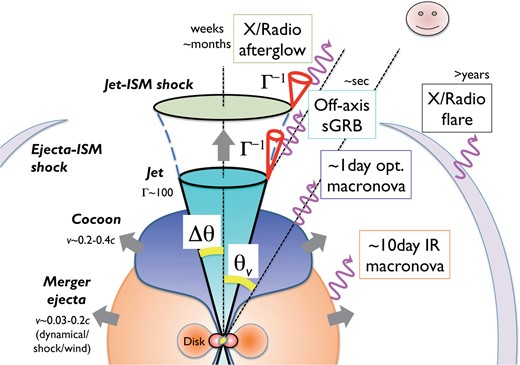 weeks
~months
X/Radio
afterglow
Jet-ISM shock
Γ⁻¹
~sec
>years
X/Radio
flare
Off-axis
sGRB
Ejecta-ISM
shock
Γ⁻¹
Jet
Γ~100
~1day opt.
macronova
Cocoon
v~0.2-0.4c
Δθ
θᵥ
~10day IR
macronova
Merger
ejecta
v~0.03-0.2c
(dynamical/
shock/wind)
Disk